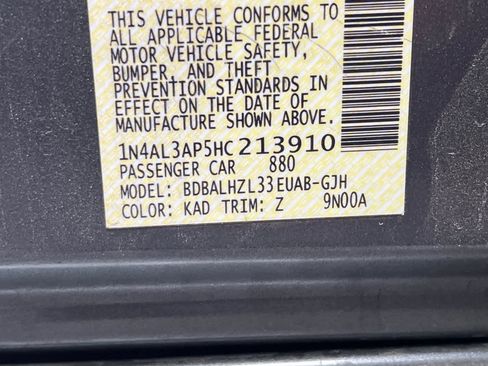 THIS VEHICLE CONFORMS TO
ALL APPLICABLE FEDERAL
MOTOR VEHICLE SAFETY,
BUMPER, AND THEFT
PREVENTION STANDARDS IN
EFFECT ON THE DATE OF
MANUFACTURE SHOWN ABOVE.
1N4AL3AP5HC213910
PASSENGER CAR 880
MODEL: BDBALHZL33EUAB-GJH
COLOR: KAD TRIM: Z 9N00A